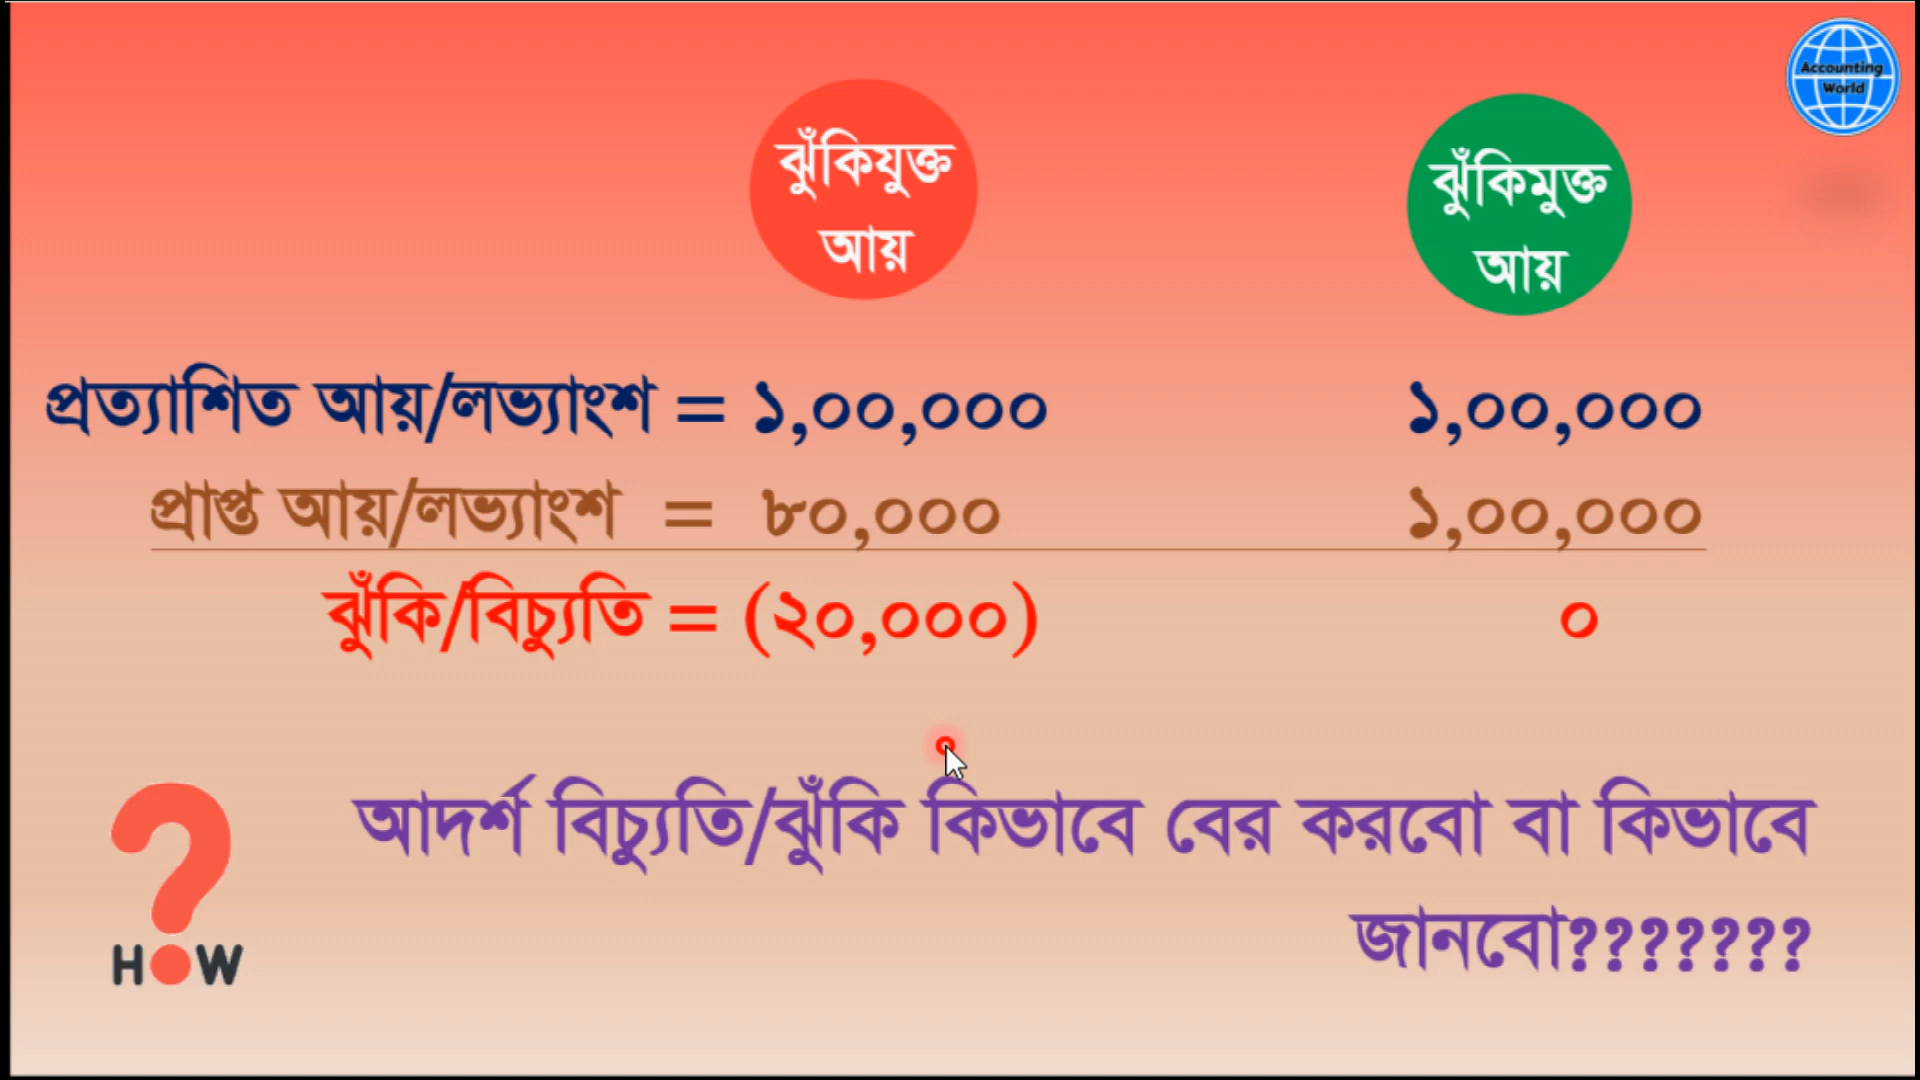 Accounting
World
ঝুঁকিযুক্ত
আয়
ঝুঁকিমুক্ত
আয়
প্রত্যাশিত আয়/লভ্যাংশ = ১,০০,০০০ ১,০০,০০০
প্রাপ্ত আয়/লভ্যাংশ = ৮০,০০০ ১,০০,০০০
ঝুঁকি/বিচ্যুতি = (২০,০০০) ০
আদর্শ বিচ্যুতি/ঝুঁকি কিভাবে বের করবো বা কিভাবে
জানবো???????
HOW